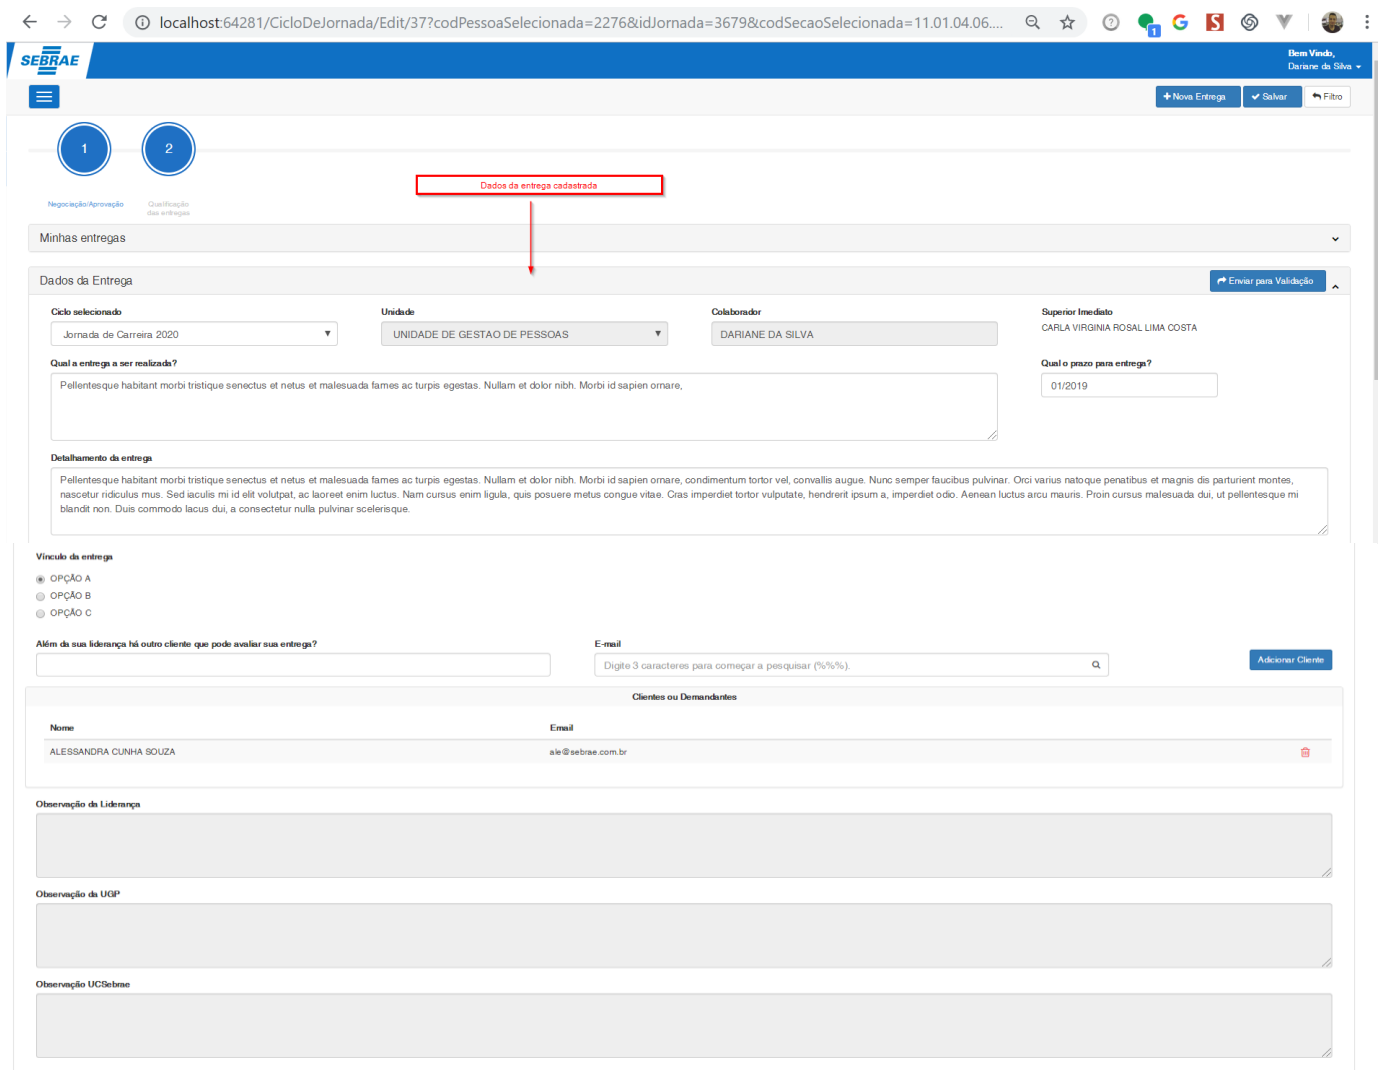 localhost:64281/CicloDeJornada/Edit/37?codPessoaSelecionada=2276&idJornada=3679&codSecaoSelecionada=11.01.04.06....
1
SEBRAE
Bem Vindo,
Dariane da Silva
Nova Entrega
Salvar
Filtro
1
2
Negociação/Aprovação
Qualificação
das entregas
Dados da entrega cadastrada
Minhas entregas
Dados da Entrega
Enviar para Validação
Ciclo selecionado
Unidade
Colaborador
Superior Imediato
Jornada de Carreira 2020
UNIDADE DE GESTAO DE PESSOAS
DARIANE DA SILVA
CARLA VIRGINIA ROSAL LIMA COSTA
Qual a entrega a ser realizada?
Qual o prazo para entrega?
Pellentesque habitant morbi tristique senectus et netus et malesuada fames ac turpis egestas. Nullam et dolor nibh. Morbi id sapien ornare,
01/2019
Detalhamento da entrega
Pellentesque habitant morbi tristique senectus et netus et malesuada fames ac turpis egestas. Nullam et dolor nibh. Morbi id sapien ornare, condimentum tortor vel, convallis augue. Nunc semper faucibus pulvinar. Orci varius natoque penatibus et magnis dis parturient montes,
nascetur ridiculus mus. Sed iaculis mi id elit volutpat, ac laoreet enim luctus. Nam cursus enim ligula, quis posuere metus congue vitae. Cras imperdiet tortor vulputate, hendrerit ipsum a, imperdiet odio. Aenean luctus arcu mauris. Proin cursus malesuada dui, ut pellentesque mi
blandit non. Duis commodo lacus dui, a consectetur nulla pulvinar scelerisque.
Vínculo da entrega
OPÇÃO A
OPÇÃO B
OPÇÃO C
Além da sua liderança há outro cliente que pode avaliar sua entrega?
E-mail
Digite 3 caracteres para começar a pesquisar (%%%).
Adicionar Cliente
Clientes ou Demandantes
Nome
Email
ALESSANDRA CUNHA SOUZA
ale@sebrae.com.br
Observação da Liderança
Observação da UGP
Observação UCSebrae